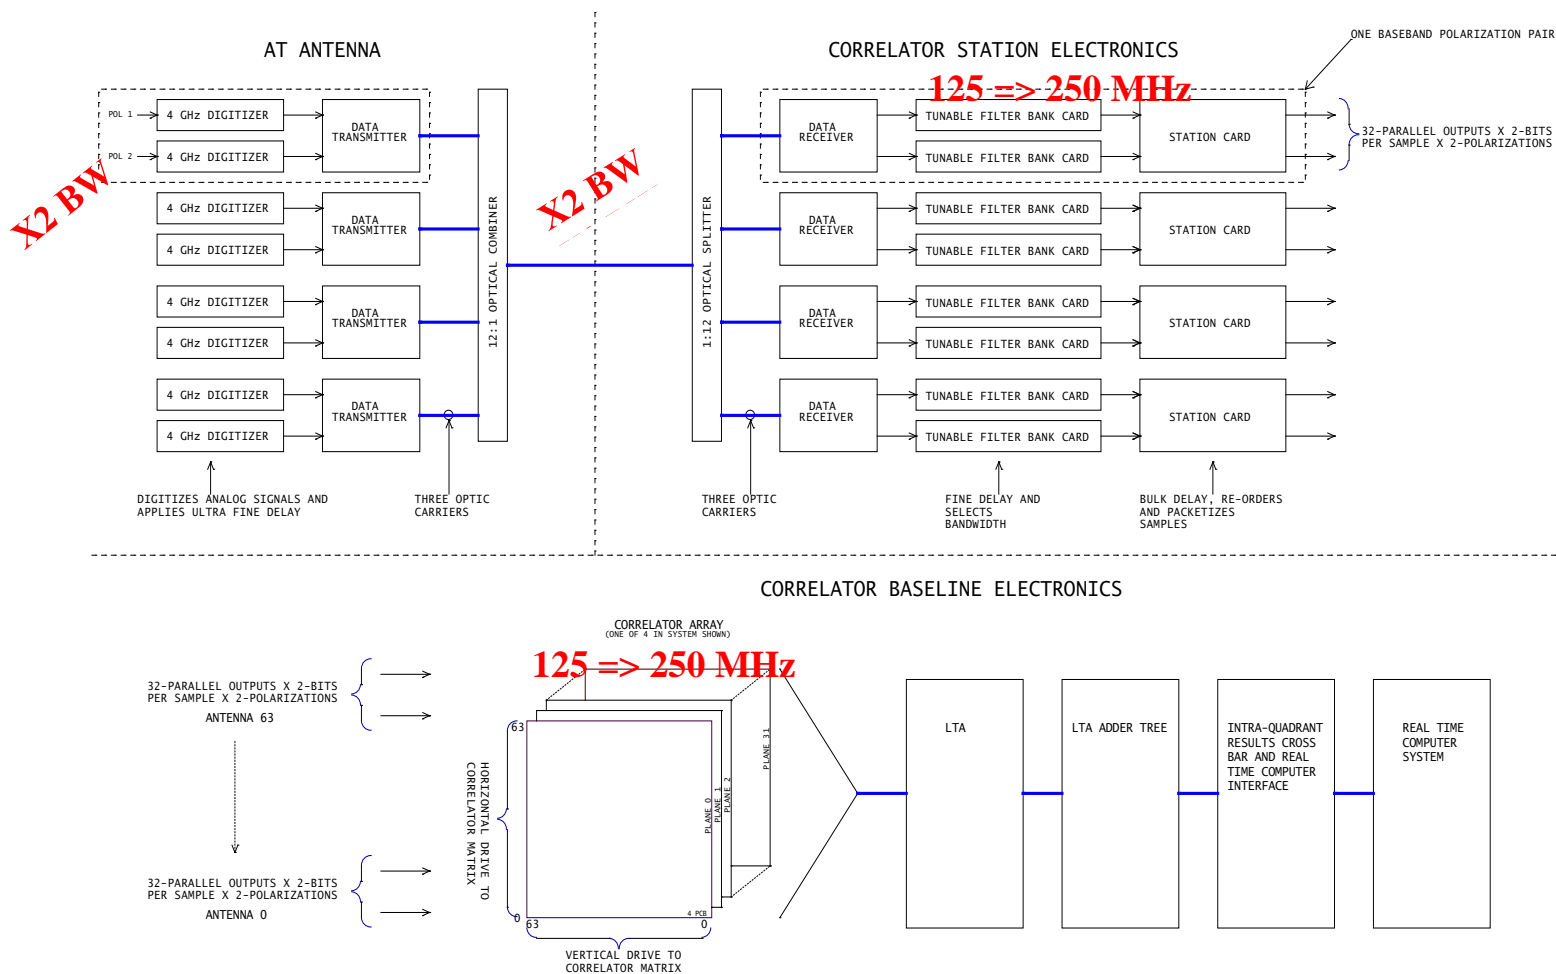 AT ANTENNA
CORRELATOR STATION ELECTRONICS
ONE BASEBAND POLARIZATION PAIR
125 => 250 MHz
POL 1
4 GHz DIGITIZER
POL 2
4 GHz DIGITIZER
DATA
TRANSMITTER
X2 BW
4 GHz DIGITIZER
4 GHz DIGITIZER
DATA
TRANSMITTER
4 GHz DIGITIZER
4 GHz DIGITIZER
DATA
TRANSMITTER
4 GHz DIGITIZER
4 GHz DIGITIZER
DATA
TRANSMITTER
12:1 OPTICAL COMBINER
X2 BW
1:12 OPTICAL SPLITTER
DATA
RECEIVER
TUNABLE FILTER BANK CARD
TUNABLE FILTER BANK CARD
STATION CARD
32-PARALLEL OUTPUTS X 2-BITS
PER SAMPLE X 2-POLARIZATIONS
DATA
RECEIVER
TUNABLE FILTER BANK CARD
TUNABLE FILTER BANK CARD
STATION CARD
DATA
RECEIVER
TUNABLE FILTER BANK CARD
TUNABLE FILTER BANK CARD
STATION CARD
DATA
RECEIVER
TUNABLE FILTER BANK CARD
TUNABLE FILTER BANK CARD
STATION CARD
DIGITIZES ANALOG SIGNALS AND
APPLIES ULTRA FINE DELAY
THREE OPTIC
CARRIERS
THREE OPTIC
CARRIERS
FINE DELAY AND
SELECTS
BANDWIDTH
BULK DELAY, RE-ORDERS
AND PACKETIZES
SAMPLES
CORRELATOR BASELINE ELECTRONICS
CORRELATOR ARRAY
(ONE OF 4 IN SYSTEM SHOWN)
125 => 250 MHz
32-PARALLEL OUTPUTS X 2-BITS
PER SAMPLE X 2-POLARIZATIONS
ANTENNA 63
32-PARALLEL OUTPUTS X 2-BITS
PER SAMPLE X 2-POLARIZATIONS
ANTENNA 0
HORIZONTAL DRIVE TO
CORRELATOR MATRIX
63
0
PLANE 0
PLANE 1
PLANE 2
PLANE 31
4 PCB
63
0
VERTICAL DRIVE TO
CORRELATOR MATRIX
LTA
LTA ADDER TREE
INTRA-QUADRANT
RESULTS CROSS
BAR AND REAL
TIME COMPUTER
INTERFACE
REAL TIME
COMPUTER
SYSTEM